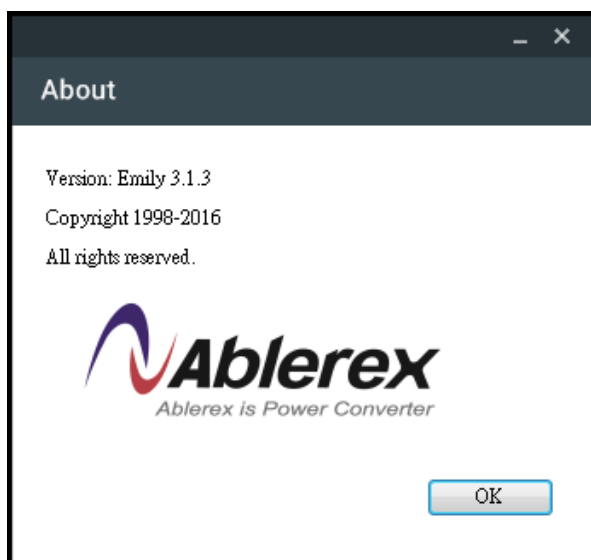 About
Version: Emily 3.1.3
Copyright 1998-2016
All rights reserved.
Ablerex
Ablerex is Power Converter
OK